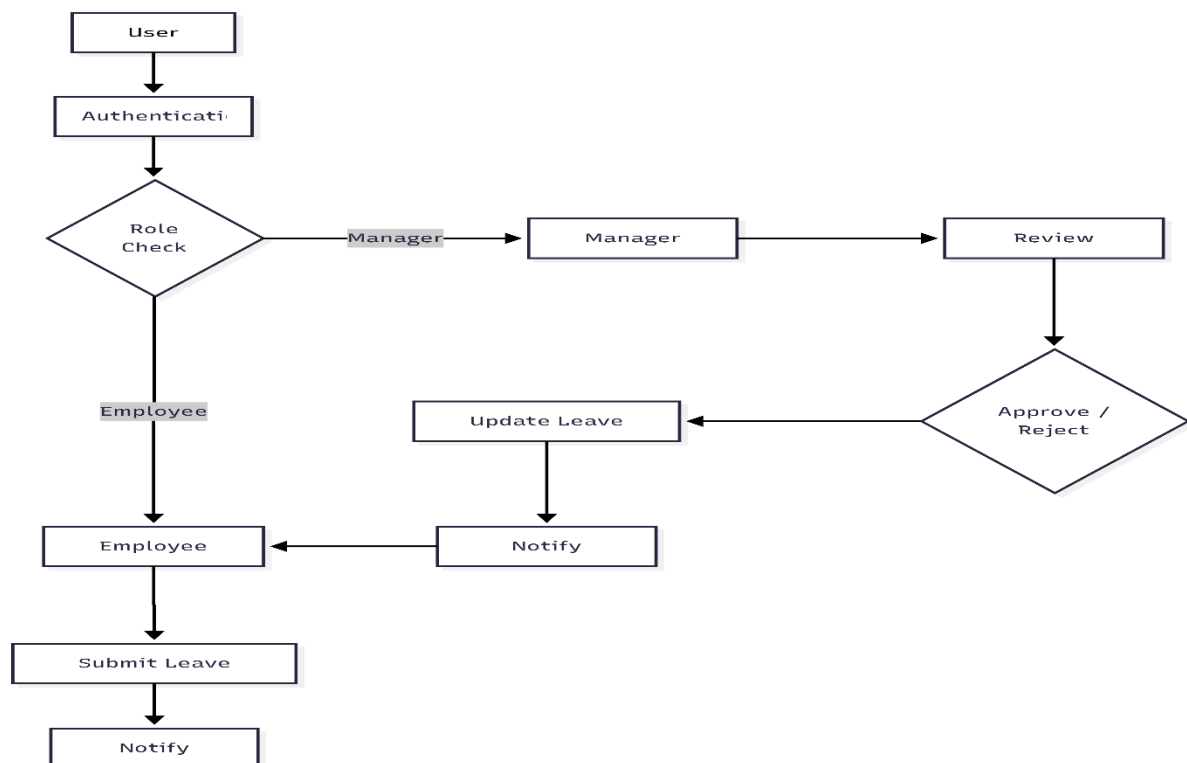 User
Authenticati
Role
Check
Manager
Manager
Review
Approve /
Reject
Employee
Update Leave
Employee
Notify
Submit Leave
Notify